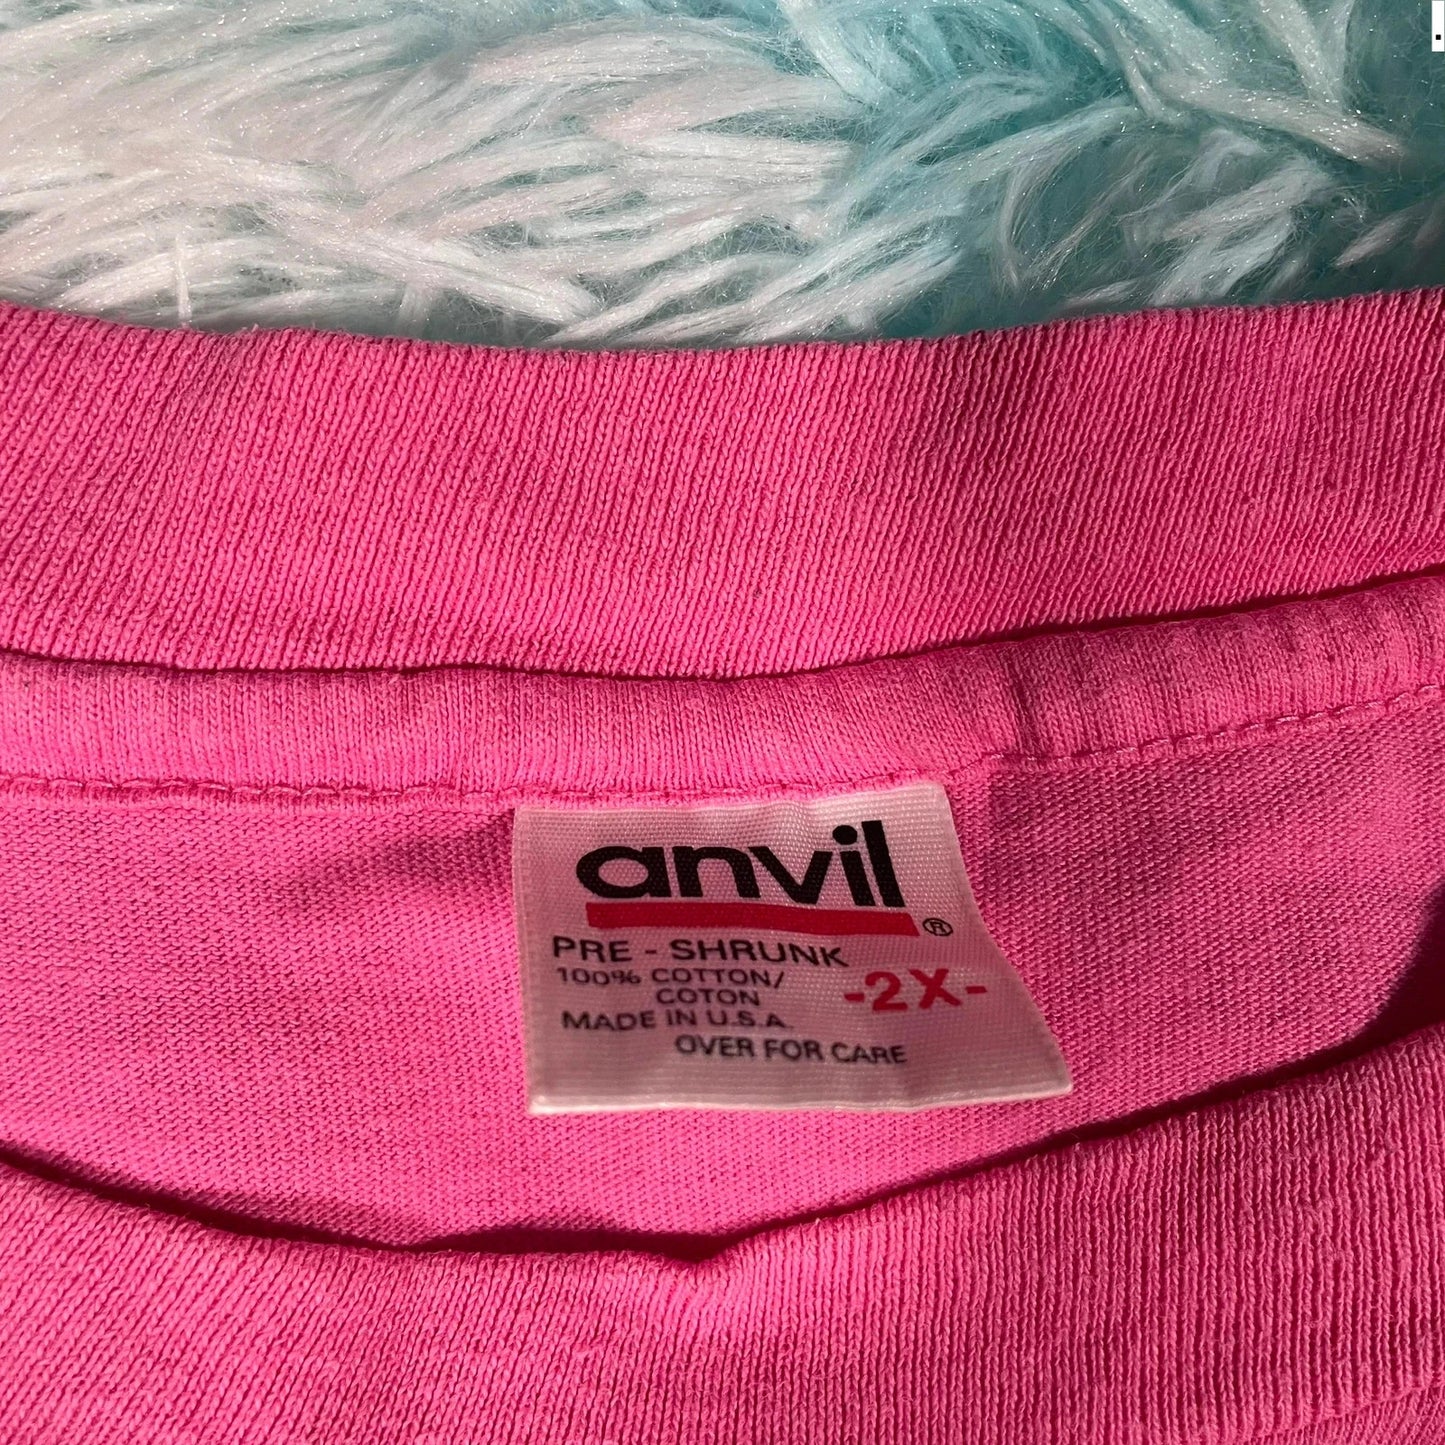 anvil®
PRE - SHRUNK
100% COTTON/
COTON
-2X-
MADE IN U.S.A.
OVER FOR CARE